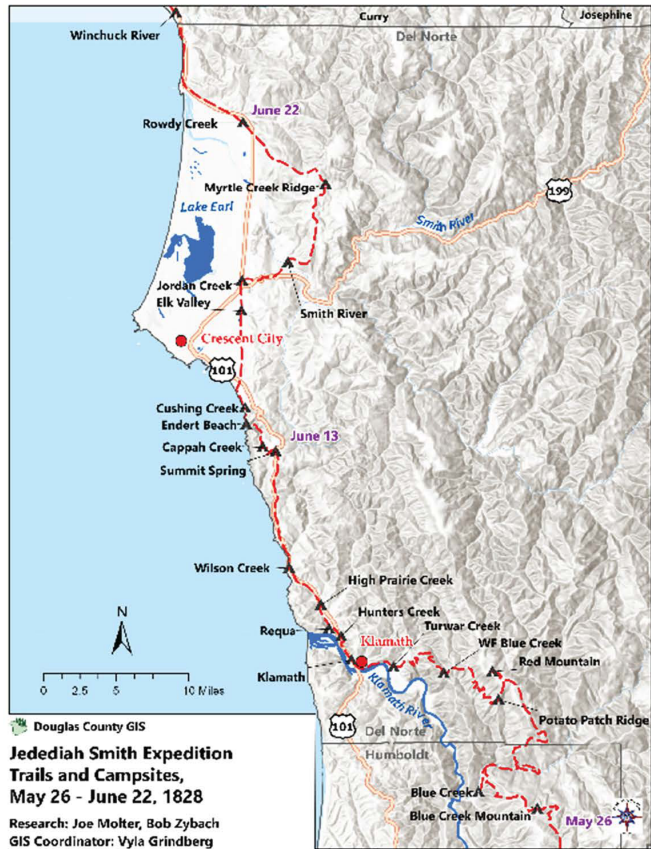 Curry
Josephine
Del Norte
Winchuck River
June 22
Rowdy Creek
Myrtle Creek Ridge
199
Lake Earl
Smith River
Jordan Creek
Elk Valley
Smith River
Crescent City
101
Cushing Creek
Endert Beach
June 13
Cappah Creek
Summit Spring
Wilson Creek
High Prairie Creek
N
Hunters Creek
Requa
Klamath
Turwar Creek
WF Blue Creek
Red Mountain
Klamath
0 2.5 5 10 Miles
Klamath River
Potato Patch Ridge
101
Del Norte
Humboldt
Douglas County GIS
Jedediah Smith Expedition
Trails and Campsites,
May 26 - June 22, 1828
Blue Creek
Blue Creek Mountain
May 26
Research: Joe Molter, Bob Zybach
GIS Coordinator: Vyla Grindberg